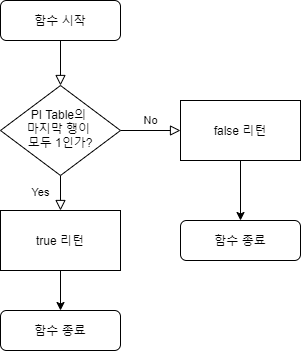 함수 시작
PI Table의
마지막 행이
모두 1인가?
No
false 리턴
Yes
true 리턴
함수 종료
함수 종료